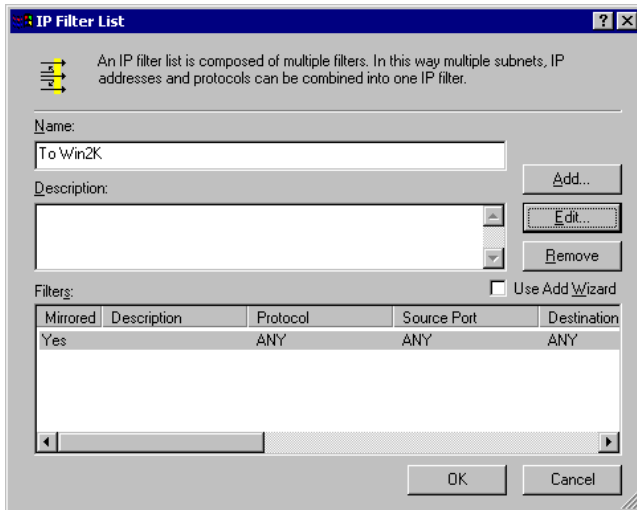 IP Filter List
An IP filter list is composed of multiple filters. In this way multiple subnets, IP
addresses and protocols can be combined into one IP filter.
Name:
To Win2K
Add...
Description:
Edit...
Remove
Filters:
Use Add Wizard
Mirrored Description Protocol Source Port Destination
Yes ANY ANY ANY
OK Cancel